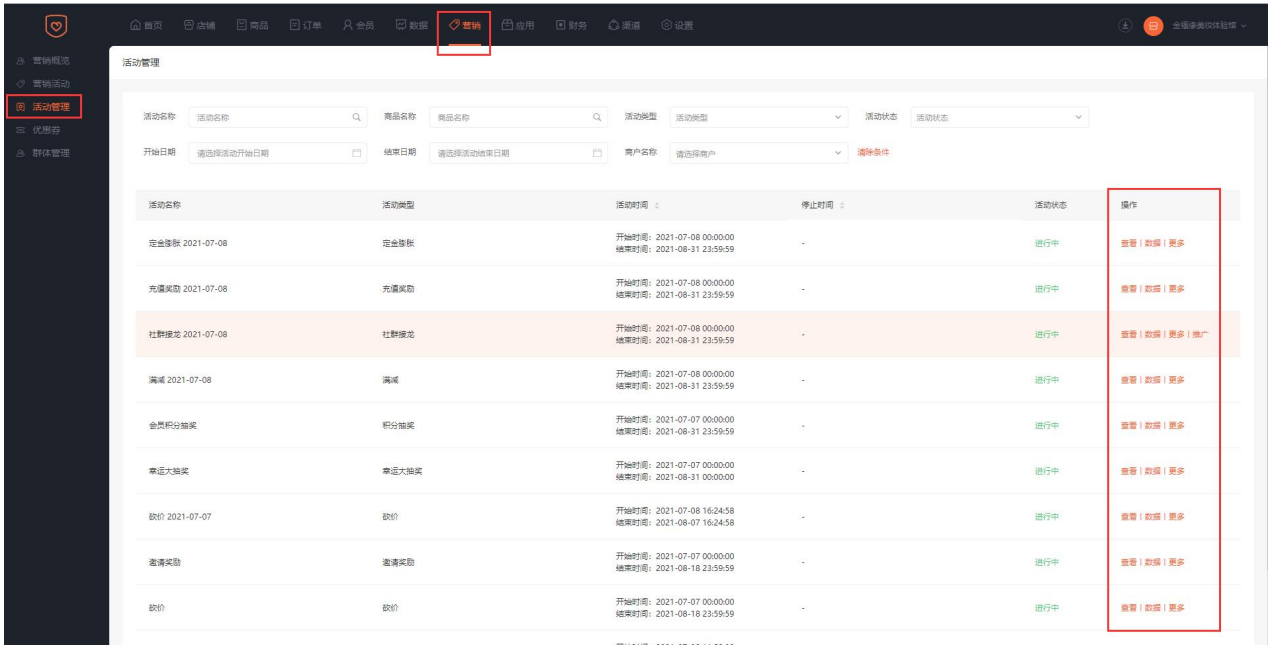 首页 店铺 商品 订单 会员 数据 营销 应用 财务 渠道 设置
营销概览
营销活动
活动管理
优惠券
群体管理
活动管理
活动名称 活动名称 商品名称 商品名称 活动类型 活动类型 活动状态 活动状态
开始日期 请选择活动开始日期 结束日期 请选择活动结束日期 商户名称 请选择商户 清除条件
活动名称 活动类型 活动时间 停止时间 活动状态 操作
定金膨胀 2021-07-08 定金膨胀 开始时间：2021-07-08 00:00:00 - 进行中 查看 | 数据 | 更多
结束时间：2021-08-31 23:59:59
充值奖励 2021-07-08 充值奖励 开始时间：2021-07-08 00:00:00 - 进行中 查看 | 数据 | 更多
结束时间：2021-08-31 23:59:59
社群接龙 2021-07-08 社群接龙 开始时间：2021-07-08 00:00:00 - 进行中 查看 | 数据 | 更多 | 推广
结束时间：2021-08-31 23:59:59
满减 2021-07-08 满减 开始时间：2021-07-08 00:00:00 - 进行中 查看 | 数据 | 更多
结束时间：2021-08-31 23:59:59
会员积分抽奖 积分抽奖 开始时间：2021-07-07 00:00:00 - 进行中 查看 | 数据 | 更多
结束时间：2021-08-31 23:59:59
幸运大抽奖 幸运大抽奖 开始时间：2021-07-07 00:00:00 - 进行中 查看 | 数据 | 更多
结束时间：2021-08-31 00:00:00
砍价 2021-07-07 砍价 开始时间：2021-07-08 16:24:58 - 进行中 查看 | 数据 | 更多
结束时间：2021-08-07 16:24:58
邀请奖励 邀请奖励 开始时间：2021-07-07 00:00:00 - 进行中 查看 | 数据 | 更多
结束时间：2021-08-18 23:59:59
砍价 砍价 开始时间：2021-07-07 00:00:00 - 进行中 查看 | 数据 | 更多
结束时间：2021-08-18 23:59:59